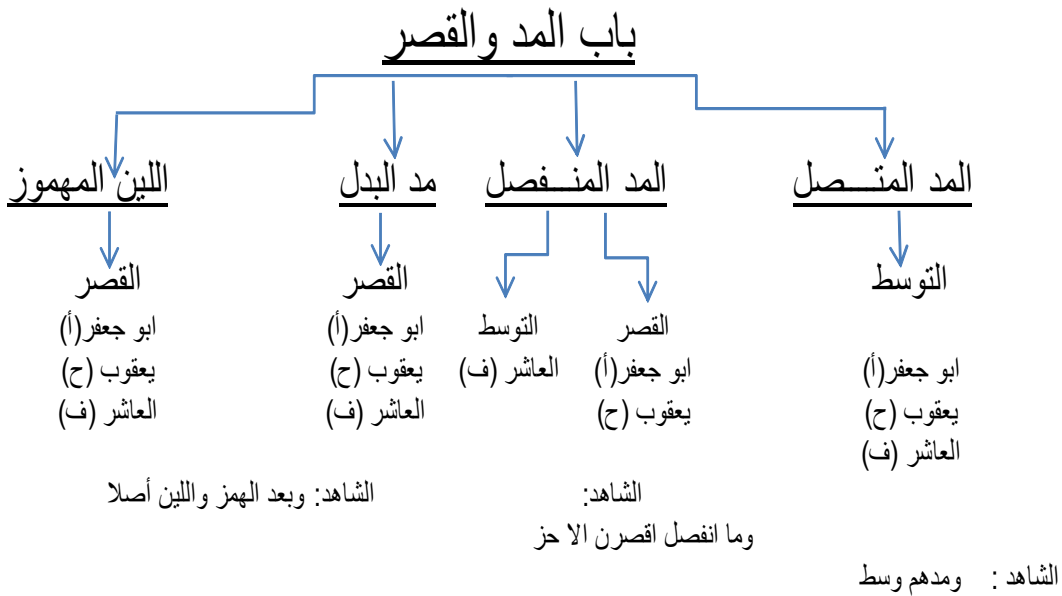 باب المد والقصر
المد المتـــصل
المد المنــفصل
مد البدل
اللين المهموز
التوسط
ابو جعفر(أ)
يعقوب (ح)
العاشر (ف)
القصر
ابو جعفر(أ)
يعقوب (ح)
التوسط
العاشر (ف)
القصر
ابو جعفر(أ)
يعقوب (ح)
العاشر (ف)
القصر
ابو جعفر(أ)
يعقوب (ح)
العاشر (ف)
الشاهد:
وما انفصل اقصرن الا حز
الشاهد: وبعد الهمز واللين أصلا
الشاهد : ومدهم وسط